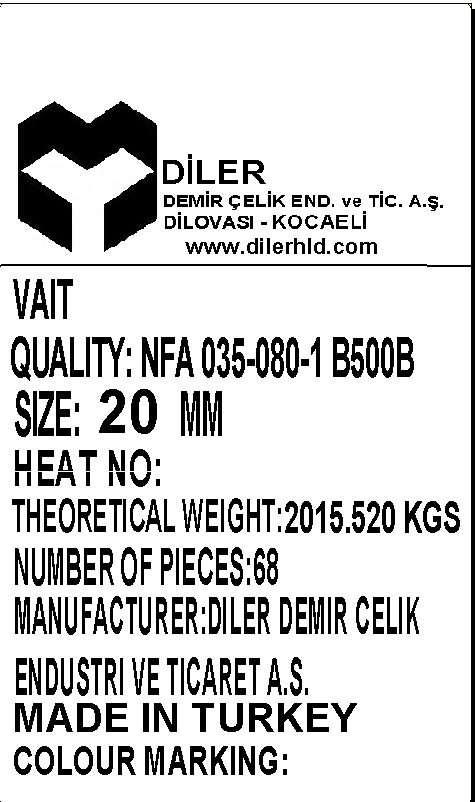 DİLER
DEMİR ÇELİK END. ve TİC. A.Ş.
DİLOVASI - KOCAELİ
www.dilerhld.com
VAIT
QUALITY: NFA 035-080-1 B500B
SIZE: 20 MM
HEAT NO:
THEORETICAL WEIGHT:2015.520 KGS
NUMBER OF PIECES:68
MANUFACTURER:DILER DEMIR CELIK
ENDUSTRI VE TICARET A.S.
MADE IN TURKEY
COLOUR MARKING: